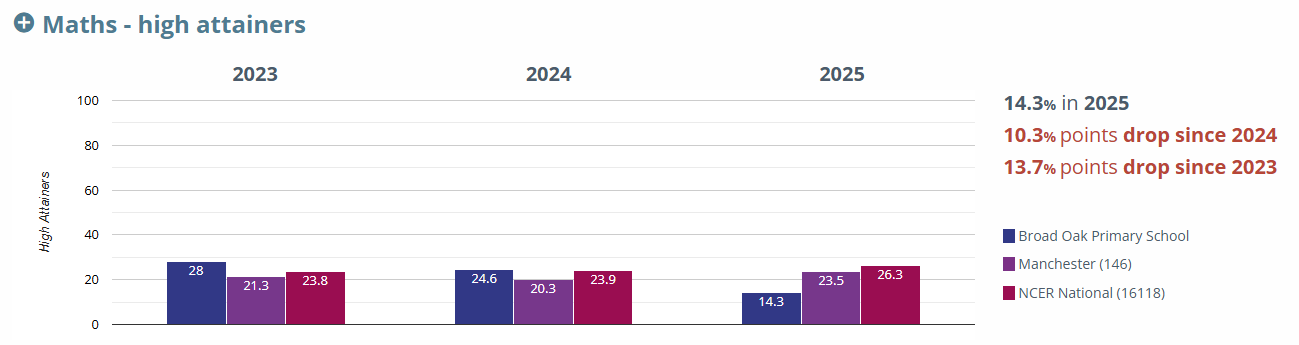 Maths - high attainers
2023 2024 2025
14.3% in 2025
10.3% points drop since 2024
13.7% points drop since 2023
100
80
60
40
20
0
High Attainers
28 21.3 23.8
24.6 20.3 23.9
14.3 23.5 26.3
Broad Oak Primary School
Manchester (146)
NCER National (16118)